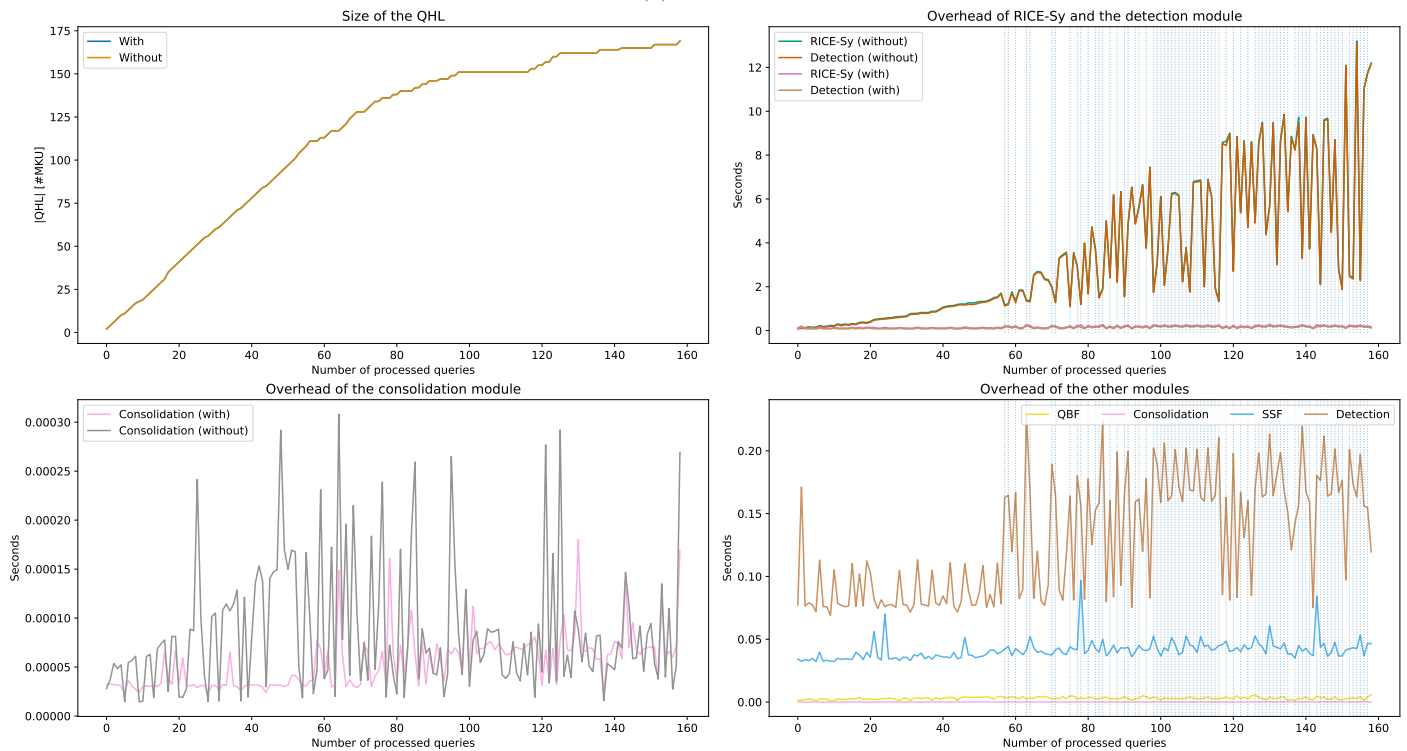 Size of the QHL
With
Without
175
150
125
100
75
50
25
0
|QHL| [#MKU]
0 20 40 60 80 100 120 140 160
Number of processed queries
Overhead of RICE-Sy and the detection module
RICE-Sy (without)
Detection (without)
RICE-Sy (with)
Detection (with)
12
10
8
6
4
2
0
Seconds
0 20 40 60 80 100 120 140 160
Number of processed queries
Overhead of the consolidation module
Consolidation (with)
Consolidation (without)
0.00030
0.00025
0.00020
0.00015
0.00010
0.00005
0.00000
Seconds
0 20 40 60 80 100 120 140 160
Number of processed queries
Overhead of the other modules
QBF Consolidation SSF Detection
0.20
0.15
0.10
0.05
0.00
Seconds
0 20 40 60 80 100 120 140 160
Number of processed queries